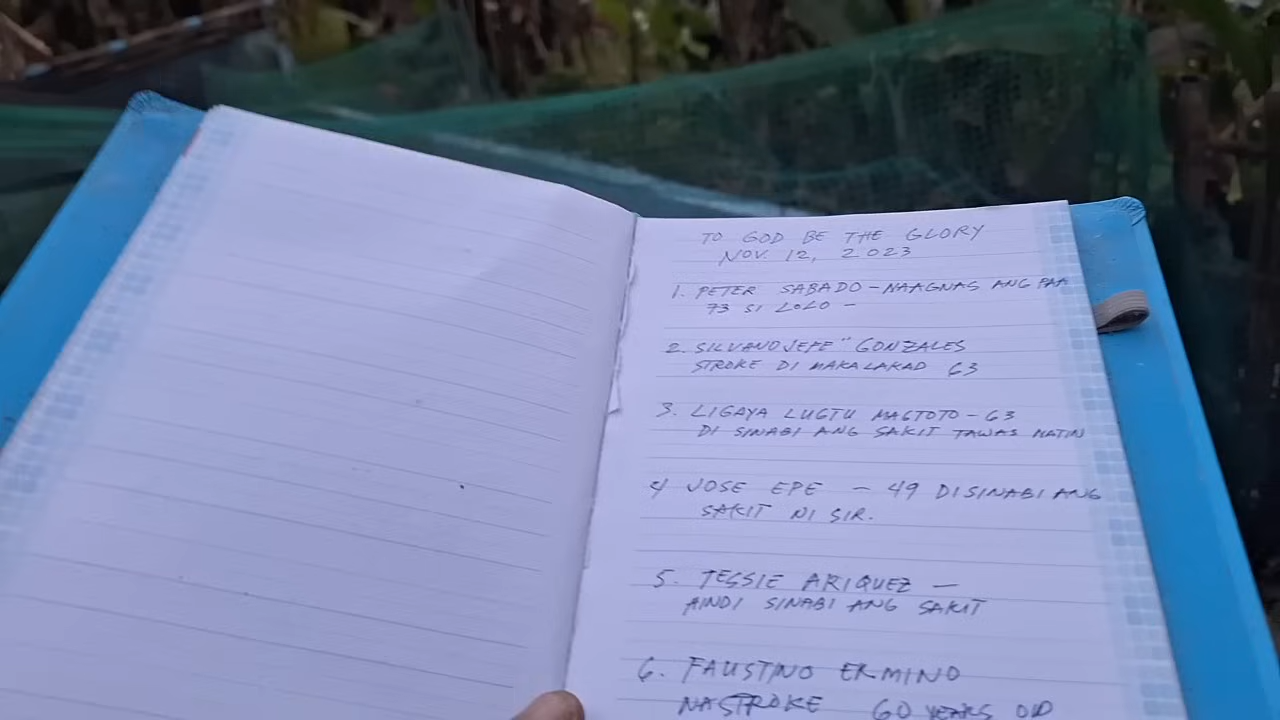 TO GOD BE THE GLORY
NOV. 12, 2023
1. PETER SABADO - NAAGNAS ANG PAA
73 SI LOLO -
2. SILVANO JEPE" GONZALES
STROKE DI MAKALAKAD 63
3. LIGAYA LUGTU MAGTOTO - 63
DI SINABI ANG SAKIT TAWAS NATIN
4 JOSE EPE - 49 DI SINABI ANG
SAKIT NI SIR.
5. TESSIE ARIQUEZ -
HINDI SINABI ANG SAKIT
6. FAUSTINO ERMINO
NASTROKE 60 YEARS OLD